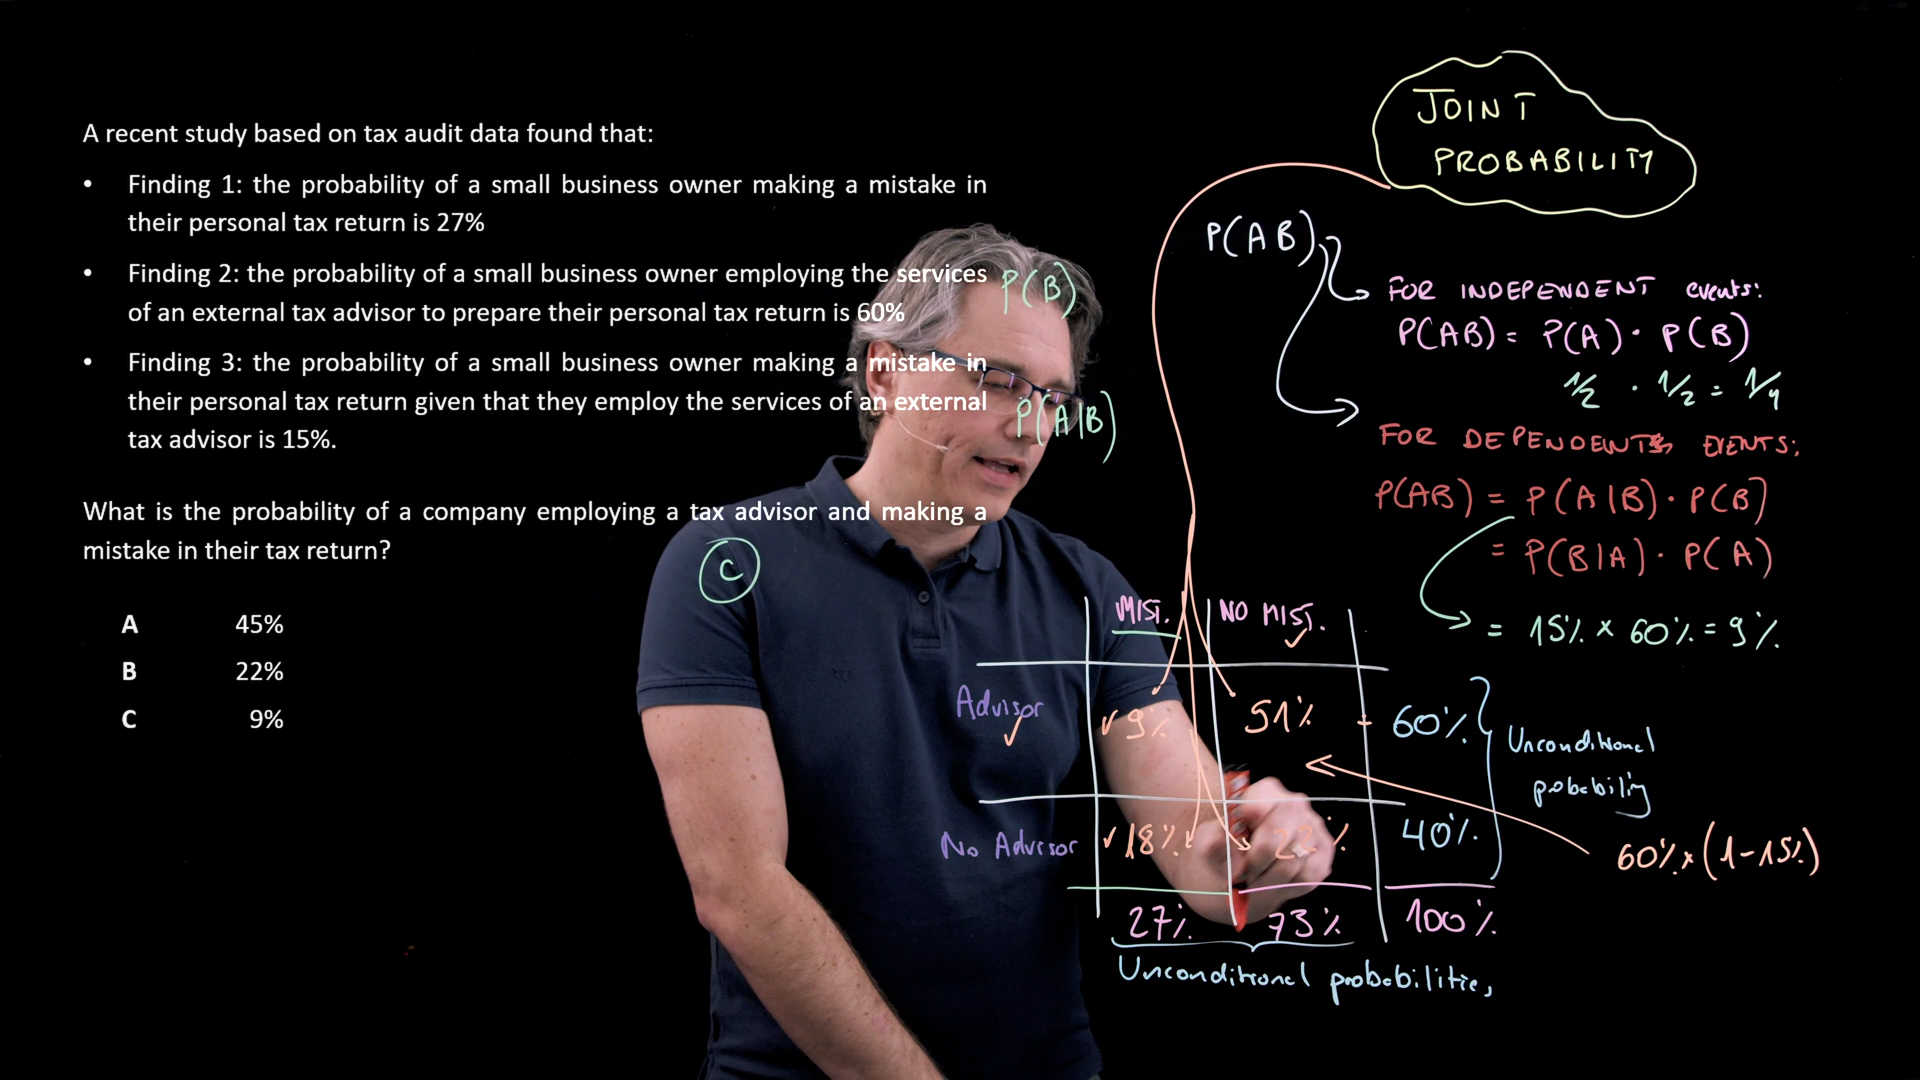 A recent study based on tax audit data found that:
• Finding 1: the probability of a small business owner making a mistake in
their personal tax return is 27%
• Finding 2: the probability of a small business owner employing the services
of an external tax advisor to prepare their personal tax return is 60%
• Finding 3: the probability of a small business owner making a mistake in
their personal tax return given that they employ the services of an external
tax advisor is 15%.
What is the probability of a company employing a tax advisor and making a
mistake in their tax return?
A 45%
B 22%
C 9%
P(B)
P(A|B)
C
JOINT
PROBABILITY
P(AB)
FOR INDEPENDENT events:
P(AB) = P(A) · P(B)
1/2 · 1/2 = 1/4
FOR DEPENDENTS EVENTS:
P(AB) = P(A|B) · P(B)
= P(B|A) · P(A)
= 15% x 60% = 9%
MIST. NO MIST.
Advisor 9% 51% 60%
No Advisor 18% 22% 40%
27% 73% 100%
Unconditional
probability
60% x (1-15%)
Unconditional probabilities